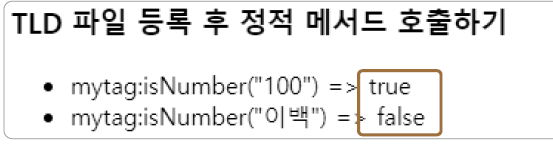 TLD 파일 등록 후 정적 메서드 호출하기
• mytag:isNumber("100") => true
• mytag:isNumber("이백") => false